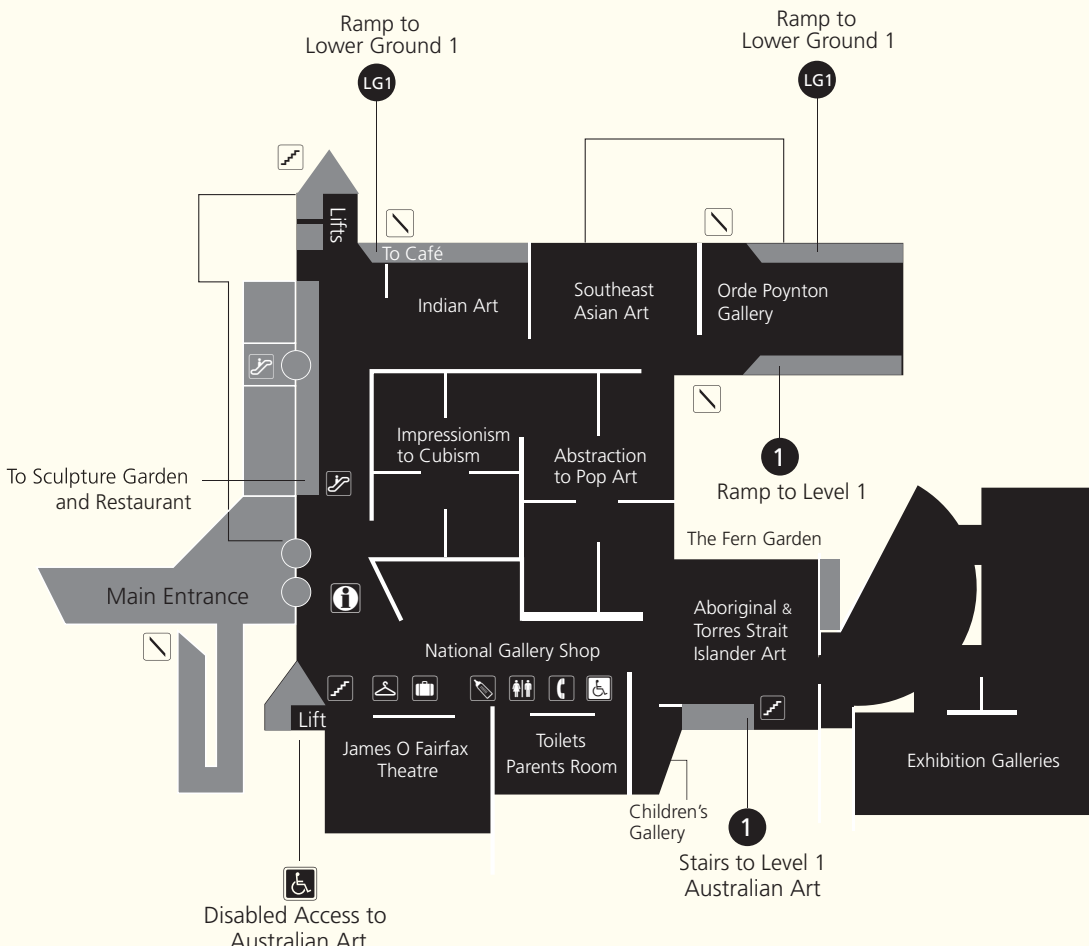 Ramp to
Lower Ground 1
LG1
Ramp to
Lower Ground 1
LG1
Lifts
To Café
Indian Art
Southeast
Asian Art
Orde Poynton
Gallery
Impressionism
to Cubism
Abstraction
to Pop Art
1
Ramp to Level 1
To Sculpture Garden
and Restaurant
The Fern Garden
Main Entrance
i
Aboriginal &
Torres Strait
Islander Art
National Gallery Shop
Lift
James O Fairfax
Theatre
Toilets
Parents Room
Exhibition Galleries
Children's
Gallery
1
Stairs to Level 1
Australian Art
Disabled Access to
Australian Art